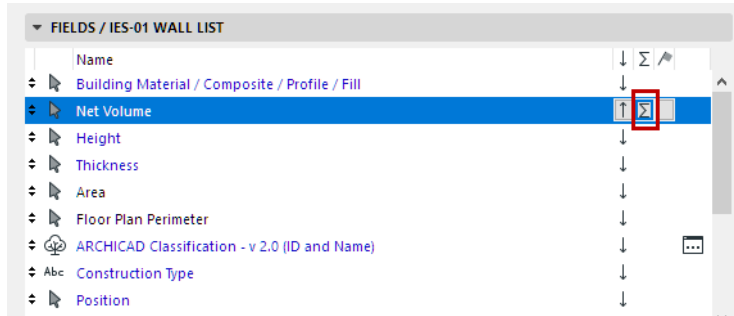 FIELDS / IES-01 WALL LIST
Name ↓ Σ
Building Material / Composite / Profile / Fill ↓
Net Volume ↑ Σ
Height ↓
Thickness ↓
Area ↓
Floor Plan Perimeter ↓
ARCHICAD Classification - v 2.0 (ID and Name) ↓ ...
Abc Construction Type ↓
Position ↓